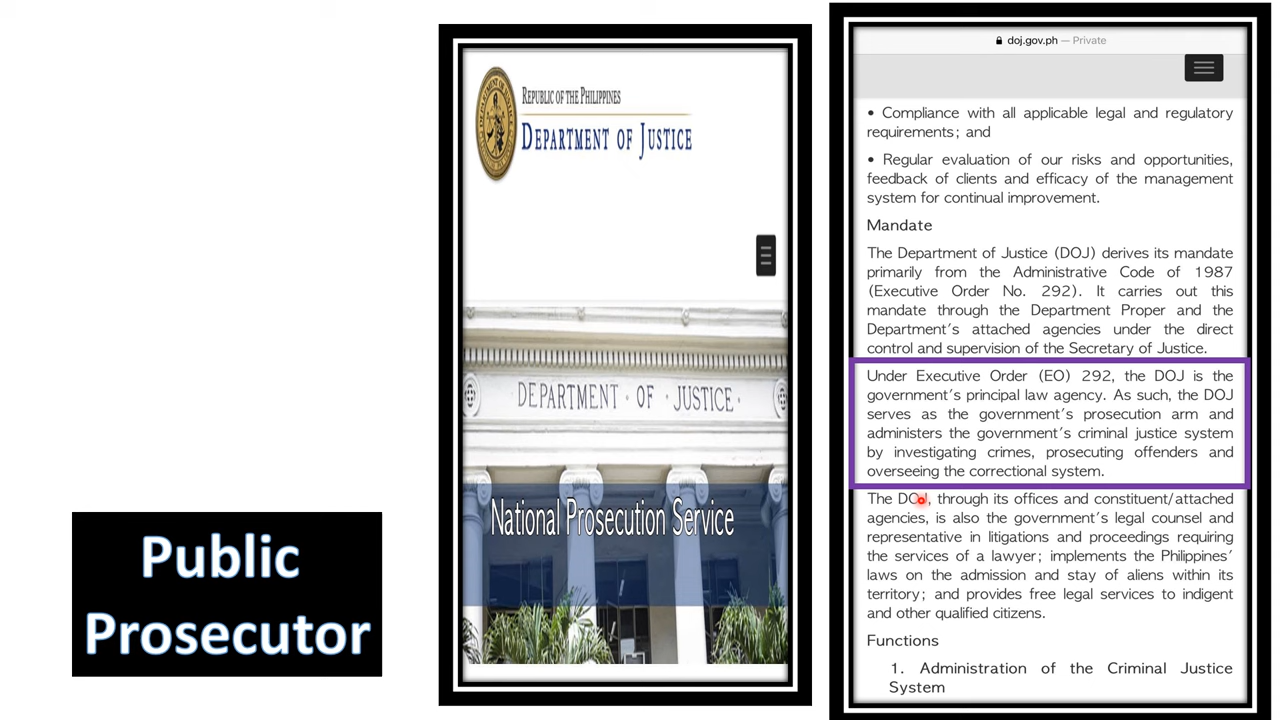 Public
Prosecutor
REPUBLIC OF THE PHILIPPINES
DEPARTMENT OF JUSTICE
DEPARTMENT · OF · JUSTICE·
National Prosecution Service
doj.gov.ph — Private
• Compliance with all applicable legal and regulatory
requirements; and
• Regular evaluation of our risks and opportunities,
feedback of clients and efficacy of the management
system for continual improvement.
Mandate
The Department of Justice (DOJ) derives its mandate
primarily from the Administrative Code of 1987
(Executive Order No. 292). It carries out this
mandate through the Department Proper and the
Department's attached agencies under the direct
control and supervision of the Secretary of Justice.
Under Executive Order (EO) 292, the DOJ is the
government's principal law agency. As such, the DOJ
serves as the government's prosecution arm and
administers the government's criminal justice system
by investigating crimes, prosecuting offenders and
overseeing the correctional system.
The DOJ, through its offices and constituent/attached
agencies, is also the government's legal counsel and
representative in litigations and proceedings requiring
the services of a lawyer; implements the Philippines'
laws on the admission and stay of aliens within its
territory; and provides free legal services to indigent
and other qualified citizens.
Functions
1. Administration of the Criminal Justice
System